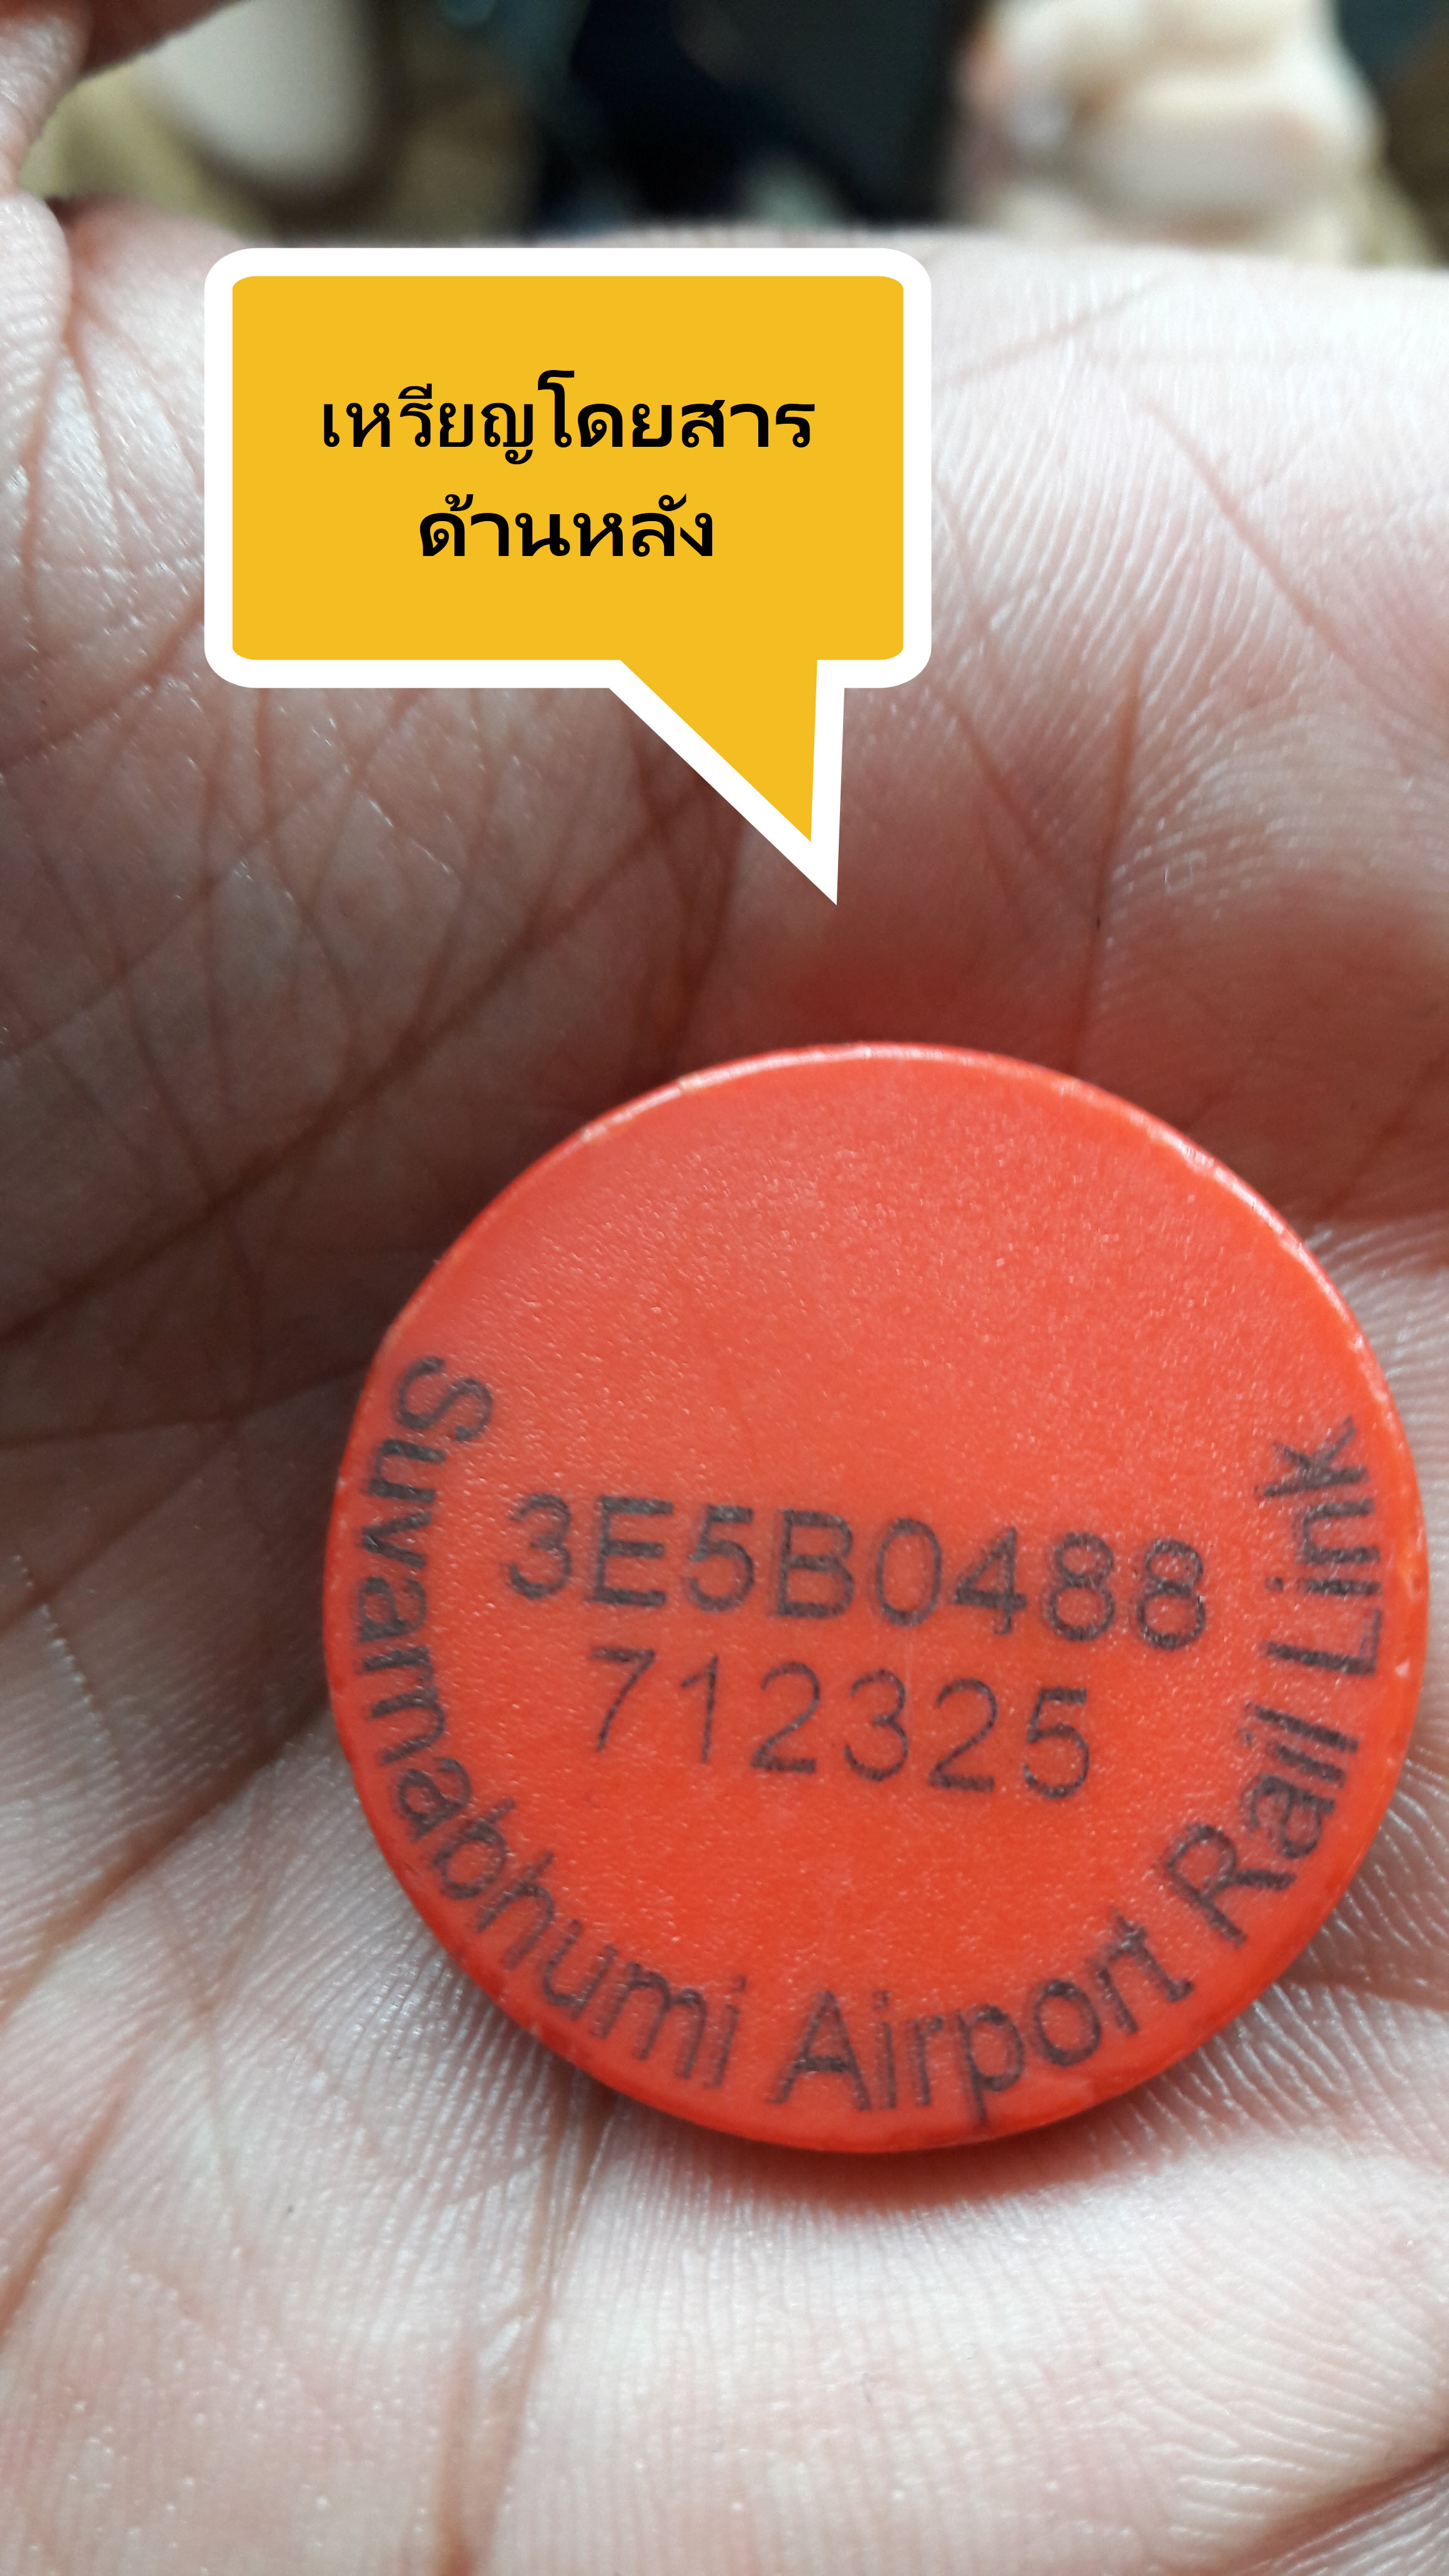 เหรียญโดยสาร
ด้านหลัง
3E5B0488
712325
Suvarnabhumi Airport Rail Link